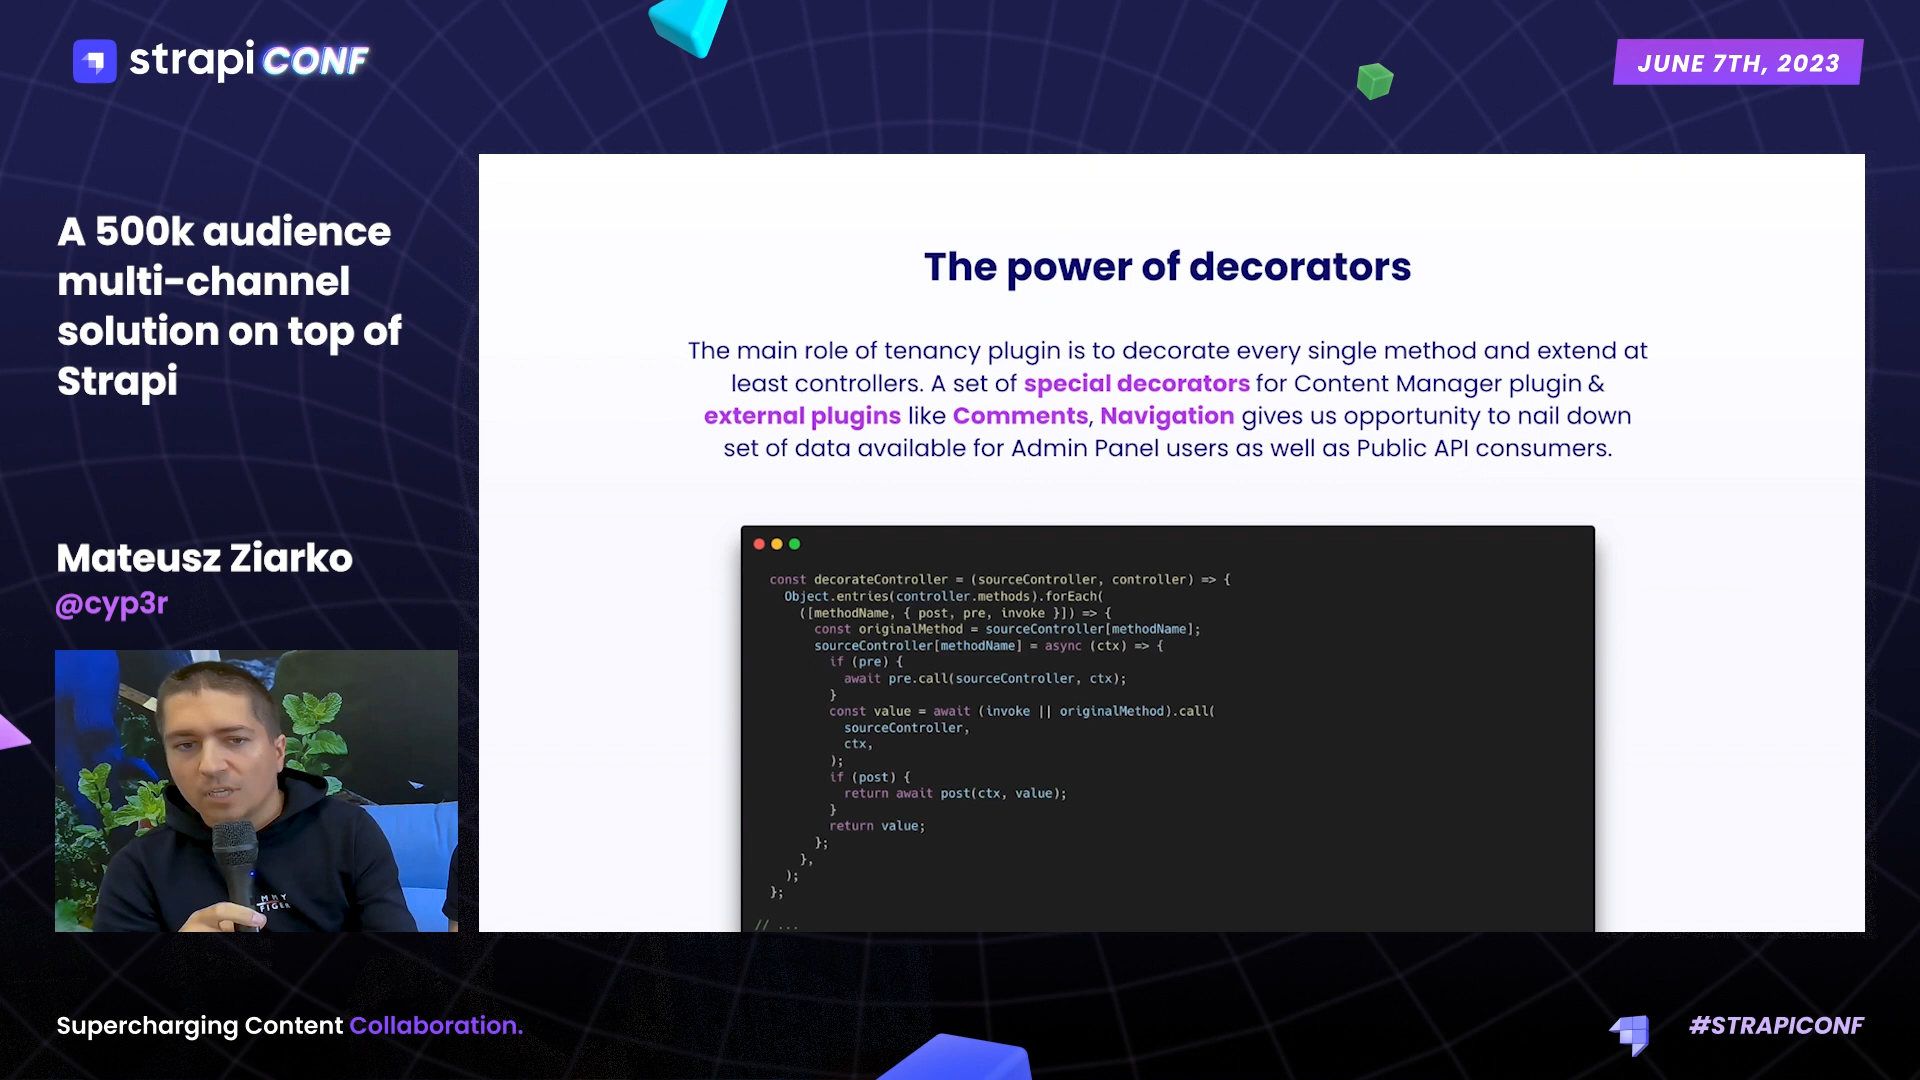 strapi CONF
JUNE 7TH, 2023
A 500k audience
multi-channel
solution on top of
Strapi
Mateusz Ziarko
@cyp3r
The power of decorators
The main role of tenancy plugin is to decorate every single method and extend at
least controllers. A set of special decorators for Content Manager plugin &
external plugins like Comments, Navigation gives us opportunity to nail down
set of data available for Admin Panel users as well as Public API consumers.
const decorateController = (sourceController, controller) => {
  Object.entries(controller.methods).forEach(
    ([methodName, { post, pre, invoke }]) => {
      const originalMethod = sourceController[methodName];
      sourceController[methodName] = async (ctx) => {
        if (pre) {
          await pre.call(sourceController, ctx);
        }
        const value = await (invoke || originalMethod).call(
          sourceController,
          ctx,
        );
        if (post) {
          return await post(ctx, value);
        }
        return value;
      };
    },
  );
};
// ...
Supercharging Content Collaboration.
#STRAPICONF